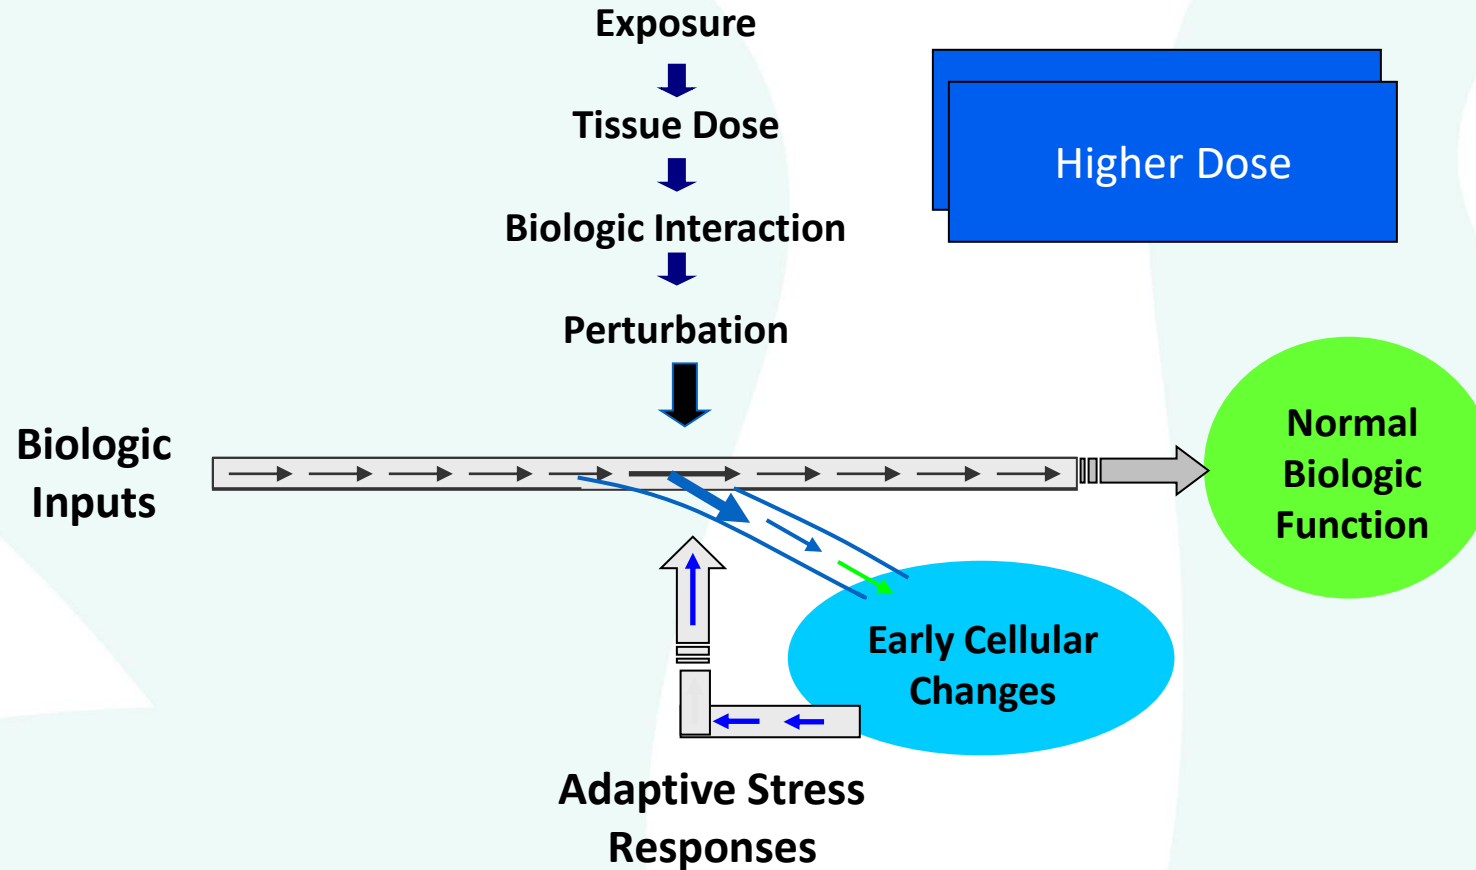 Exposure
Tissue Dose
Higher Dose
Biologic Interaction
Perturbation
Biologic
Inputs
Normal
Biologic
Function
Early Cellular
Changes
Adaptive Stress
Responses